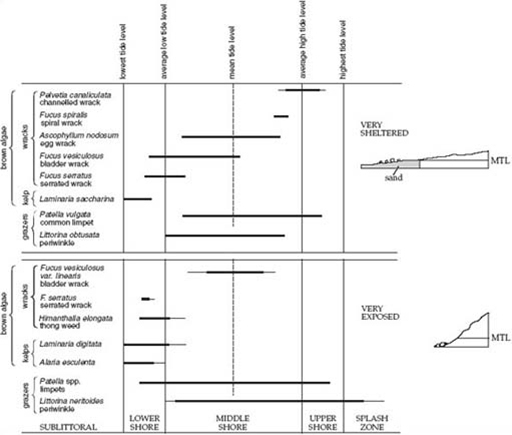 lowest tide level
average low tide level
mean tide level
average high tide level
highest tide level
brown algae
wracks
Pelvetia canaliculata
channelled wrack
Fucus spiralis
spiral wrack
Ascophyllum nodosum
egg wrack
Fucus vesiculosus
bladder wrack
Fucus serratus
serrated wrack
kelp
Laminaria saccharina
grazers
Patella vulgata
common limpet
Littorina obtusata
periwinkle
VERY
SHELTERED
MTL
sand
brown algae
wracks
Fucus vesiculosus
var. linearis
bladder wrack
F. serratus
serrated wrack
Himanthalia elongata
thong weed
kelps
Laminaria digitata
Alaria esculenta
grazers
Patella spp.
limpets
Littorina neritoides
periwinkle
VERY
EXPOSED
MTL
SUBLITTORAL
LOWER
SHORE
MIDDLE
SHORE
UPPER
SHORE
SPLASH
ZONE